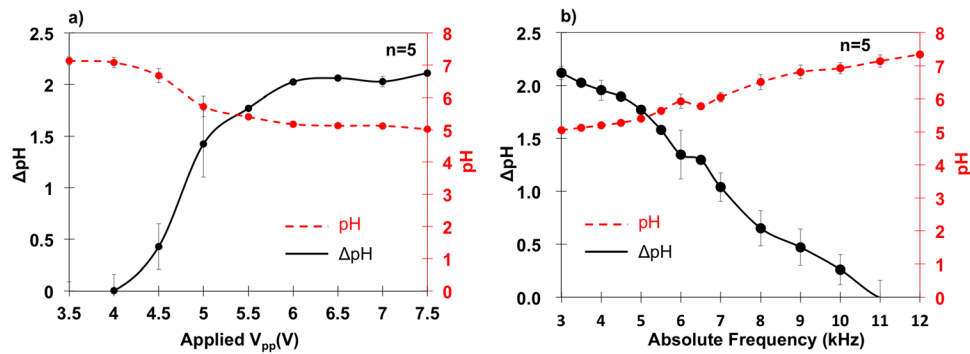 a)
n=5
2.5
2
1.5
1
0.5
0
ΔpH
8
7
6
5
4
3
2
1
0
pH
pH
ΔpH
3.5 4 4.5 5 5.5 6 6.5 7 7.5
Applied Vpp(V)
b)
n=5
2.5
2.0
1.5
1.0
0.5
0.0
ΔpH
9
8
7
6
5
4
3
2
1
0
pH
pH
ΔpH
3 4 5 6 7 8 9 10 11 12
Absolute Frequency (kHz)